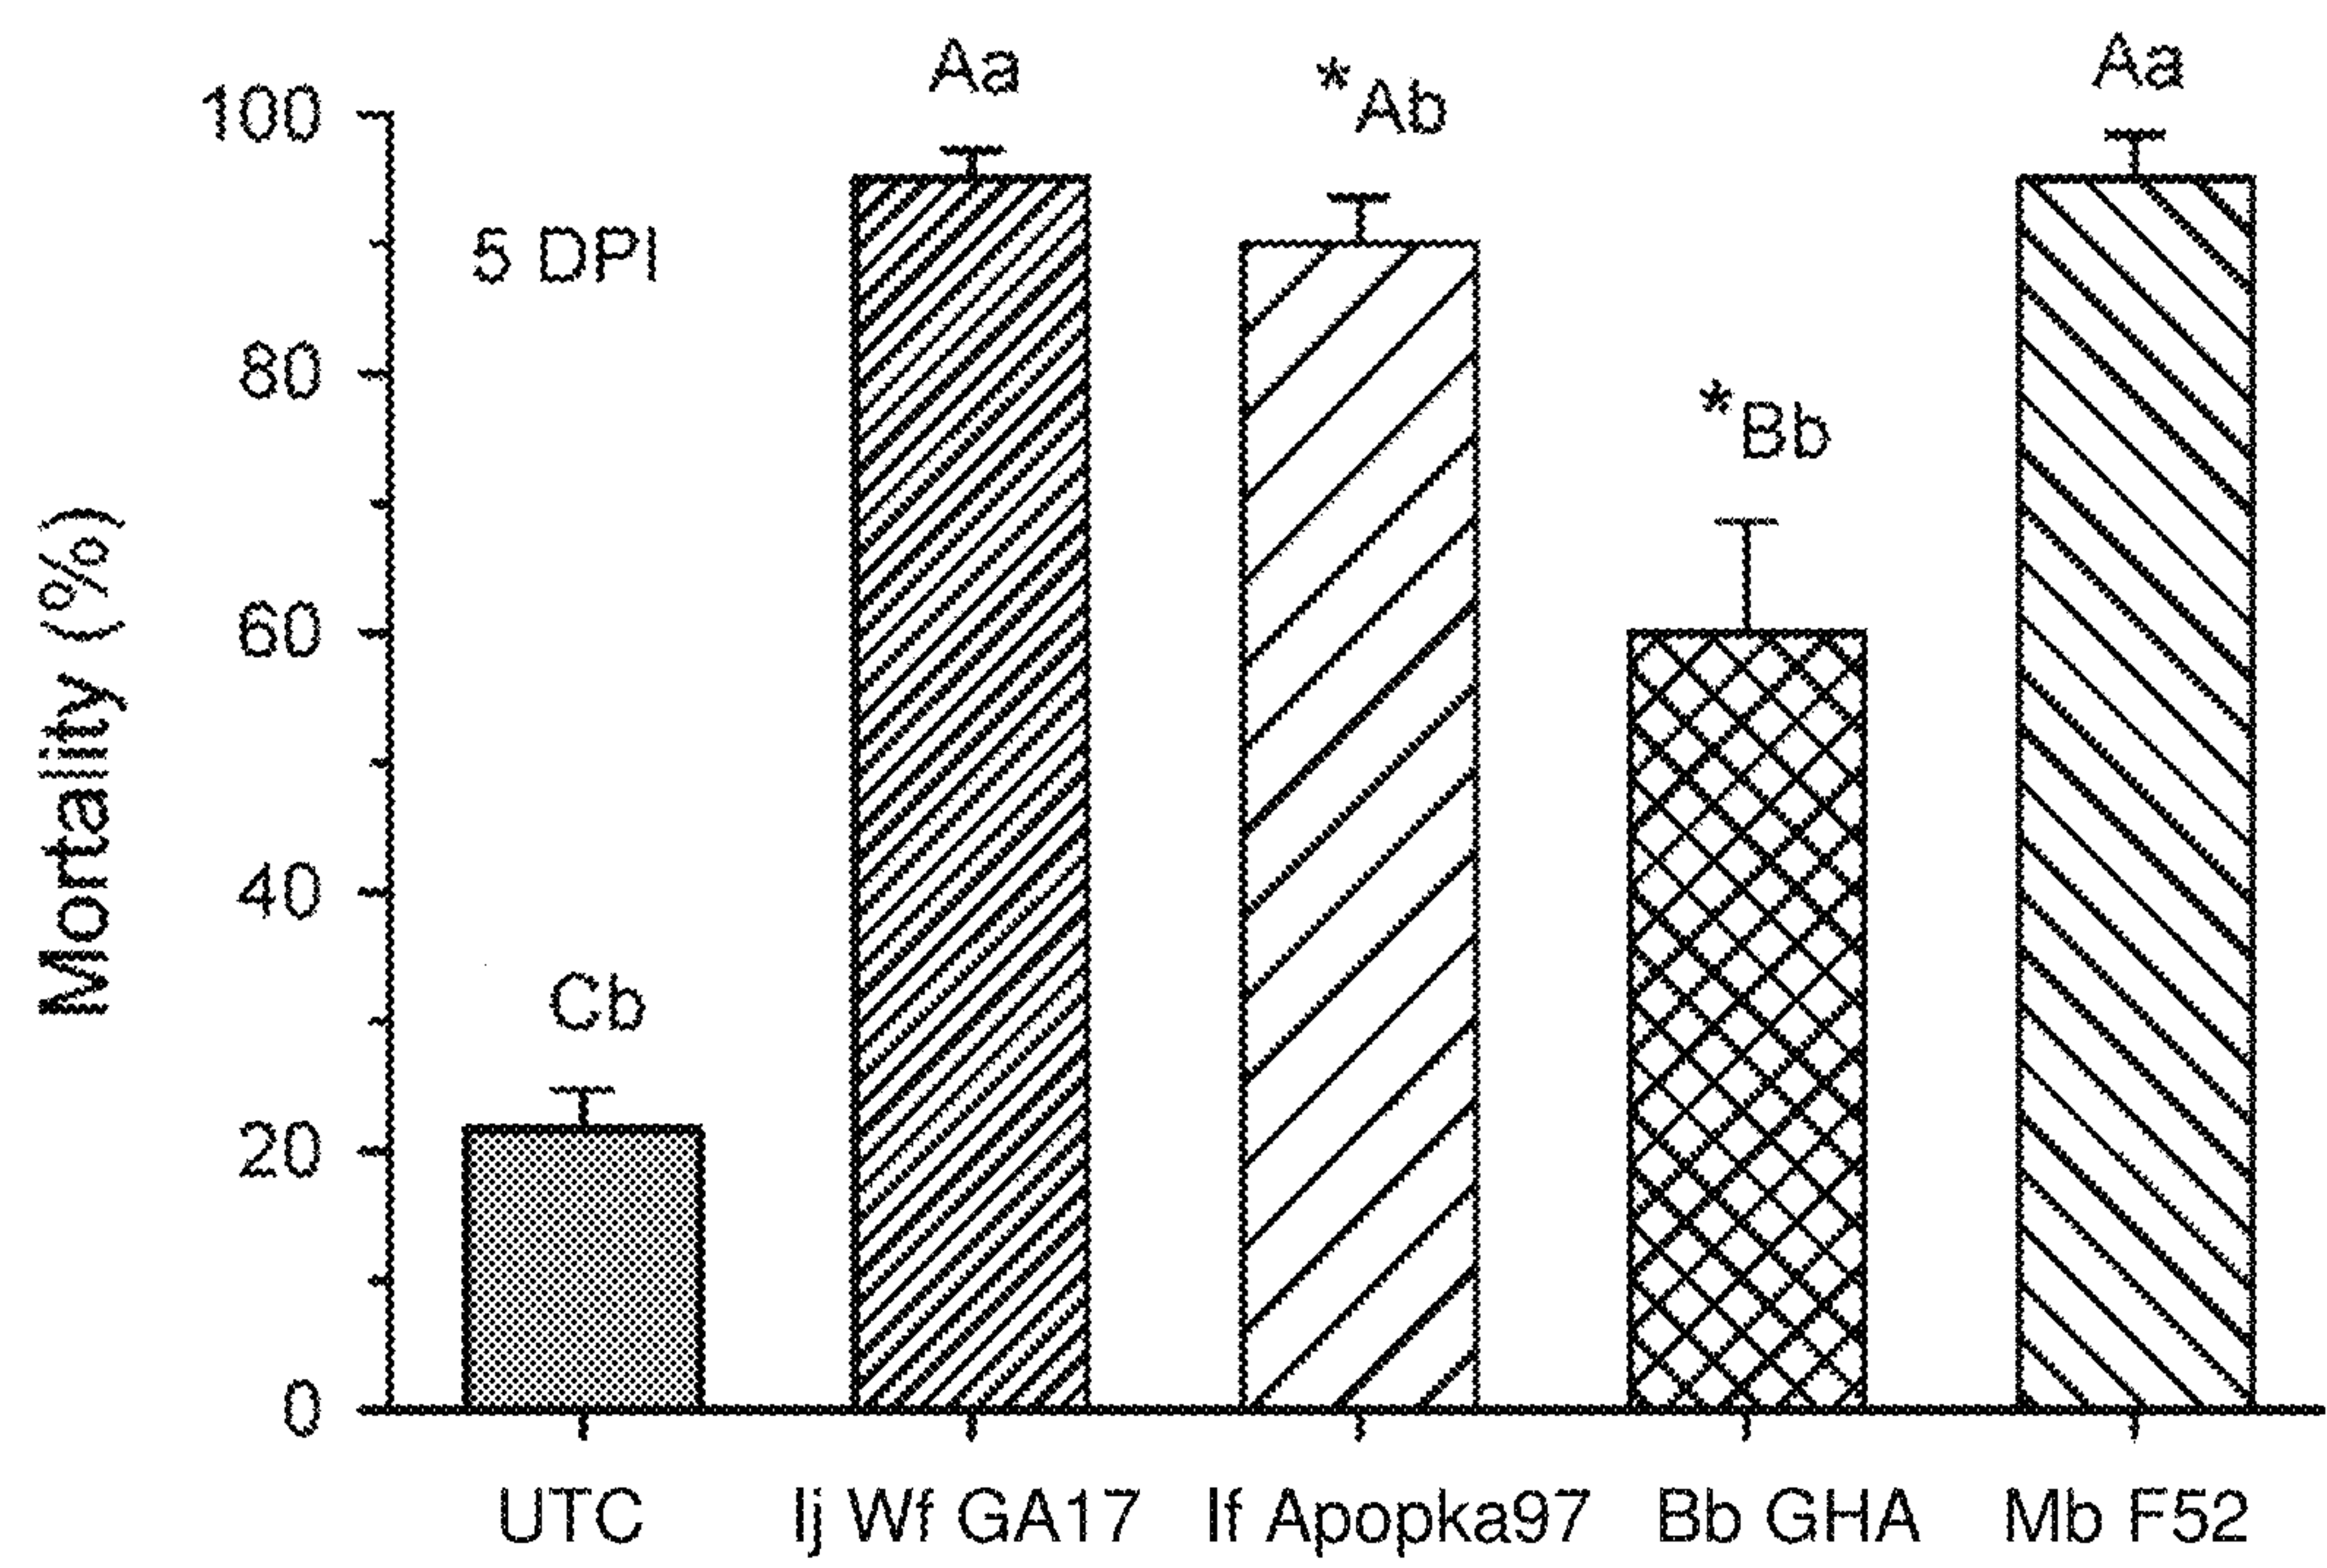 Mortality (%)
100
80
60
40
20
0
5 DPI
Cb
Aa
*Ab
*Bb
Aa
UTC
Ij Wf GA17
If Apopka97
Bb GHA
Mb F52